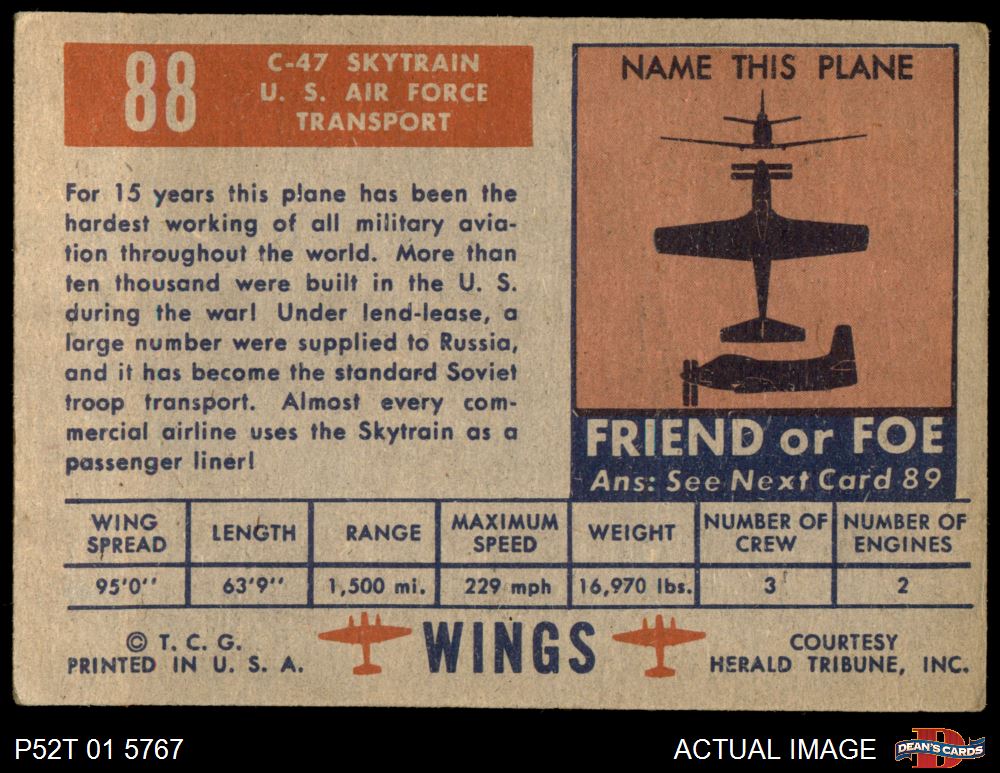 88
C-47 SKYTRAIN
U. S. AIR FORCE
TRANSPORT
For 15 years this plane has been the
hardest working of all military avia-
tion throughout the world. More than
ten thousand were built in the U. S.
during the war! Under lend-lease, a
large number were supplied to Russia,
and it has become the standard Soviet
troop transport. Almost every com-
mercial airline uses the Skytrain as a
passenger liner!
NAME THIS PLANE
FRIEND or FOE
Ans: See Next Card 89
WING SPREAD LENGTH RANGE MAXIMUM SPEED WEIGHT NUMBER OF CREW NUMBER OF ENGINES
95'0'' 63'9'' 1,500 mi. 229 mph 16,970 lbs. 3 2
© T. C. G.
PRINTED IN U. S. A.
WINGS
COURTESY
HERALD TRIBUNE, INC.
P52T 01 5767
ACTUAL IMAGE
D
DEAN'S CARDS